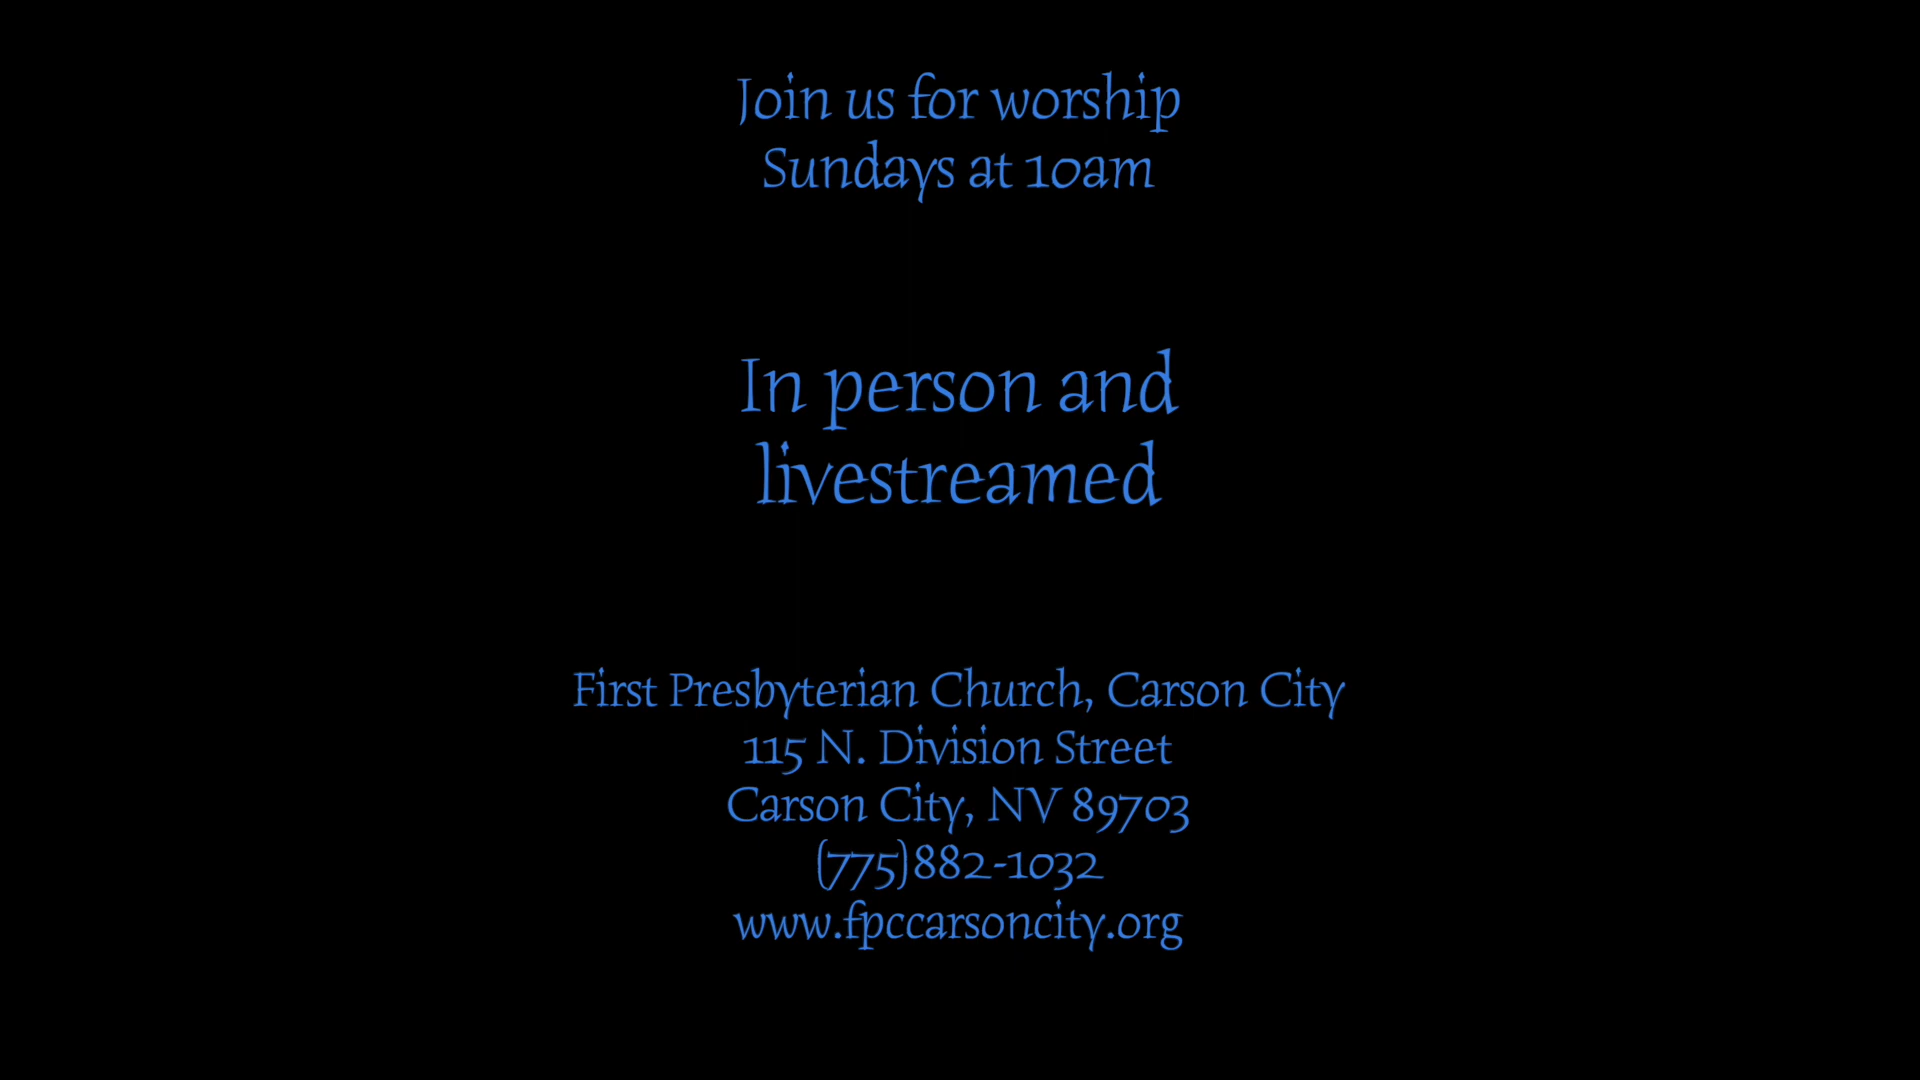 Join us for worship
Sundays at 10am
In person and
livestreamed
First Presbyterian Church, Carson City
115 N. Division Street
Carson City, NV 89703
(775)882-1032
www.fpccarsoncity.org